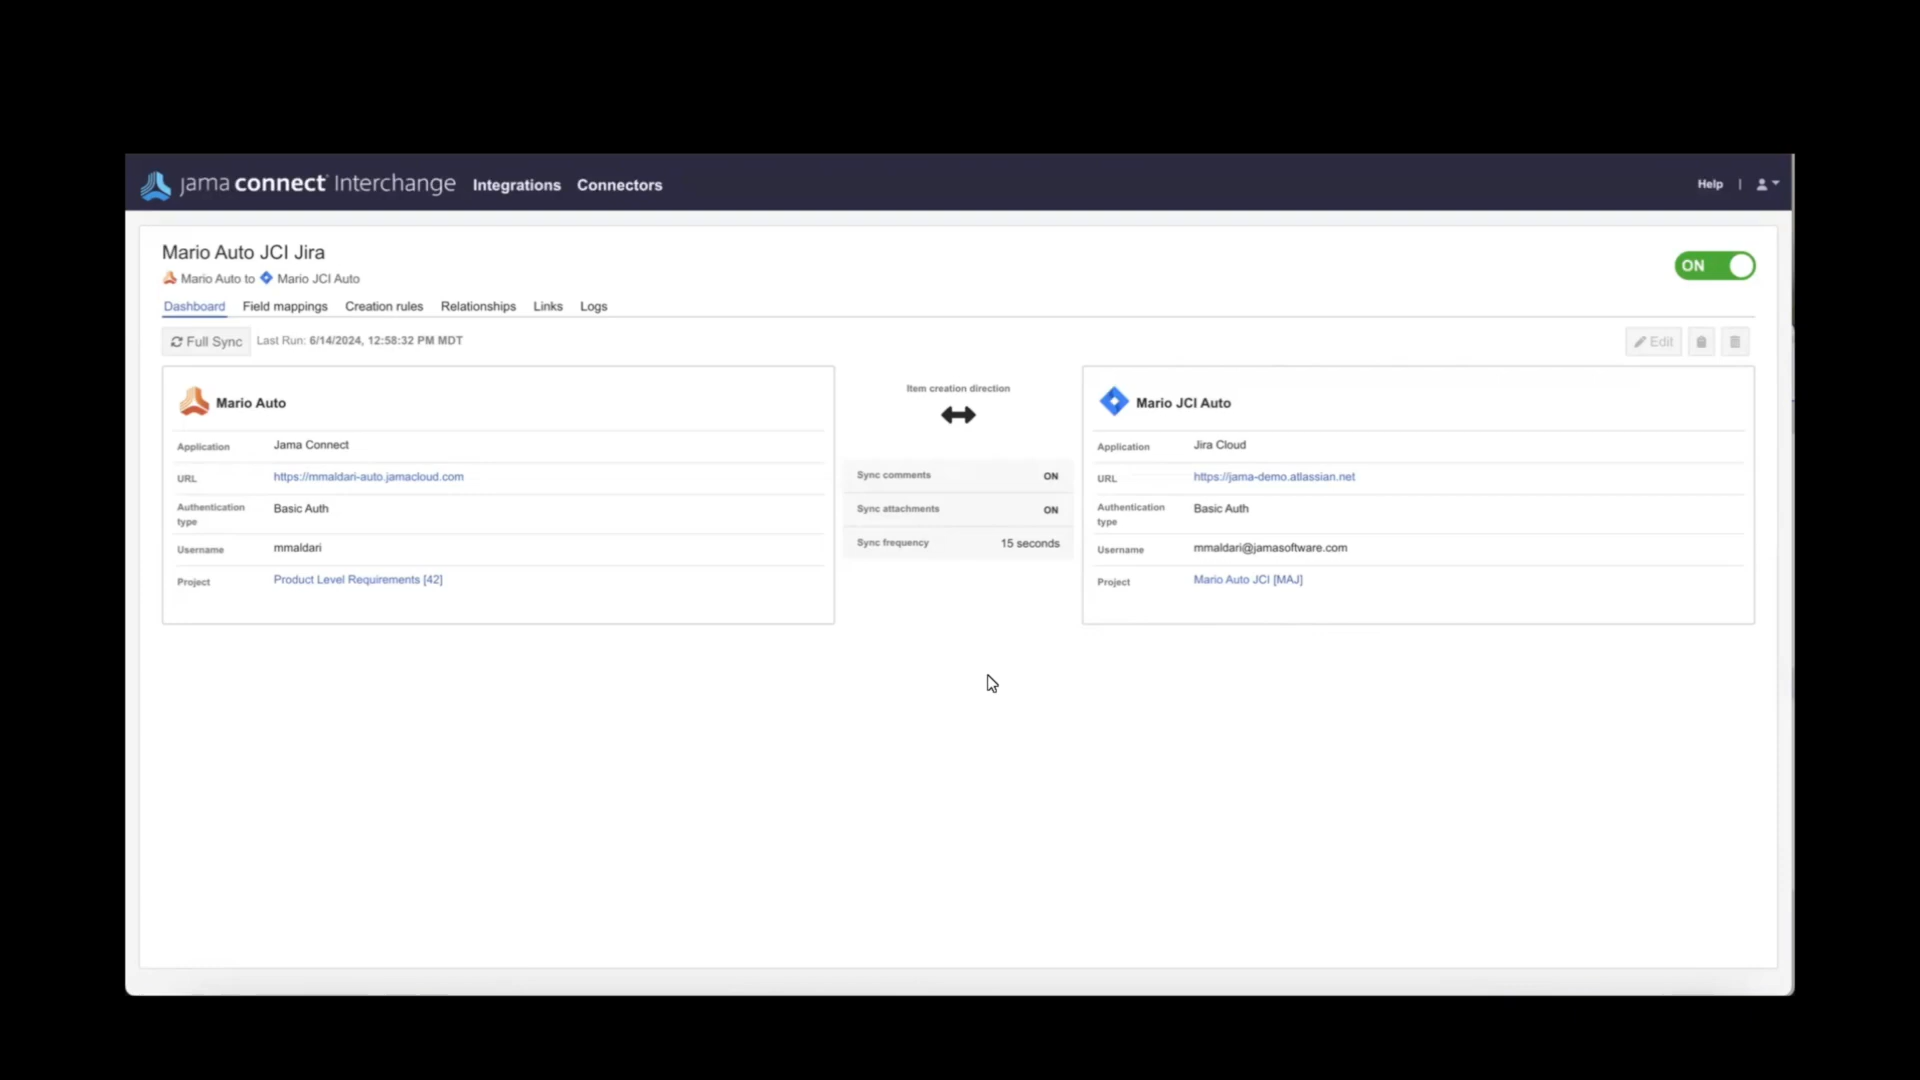 jama connect Interchange Integrations Connectors Help |
Mario Auto JCI Jira
ON
Mario Auto to Mario JCI Auto
Dashboard Field mappings Creation rules Relationships Links Logs
Full Sync Last Run: 6/14/2024, 12:58:32 PM MDT
Edit
Mario Auto
Application Jama Connect
URL https://mmaldari-auto.jamacloud.com
Authentication type Basic Auth
Username mmaldari
Project Product Level Requirements [42]
Item creation direction
Sync comments ON
Sync attachments ON
Sync frequency 15 seconds
Mario JCI Auto
Application Jira Cloud
URL https://jama-demo.atlassian.net
Authentication type Basic Auth
Username mmaldari@jamasoftware.com
Project Mario Auto JCI [MAJ]